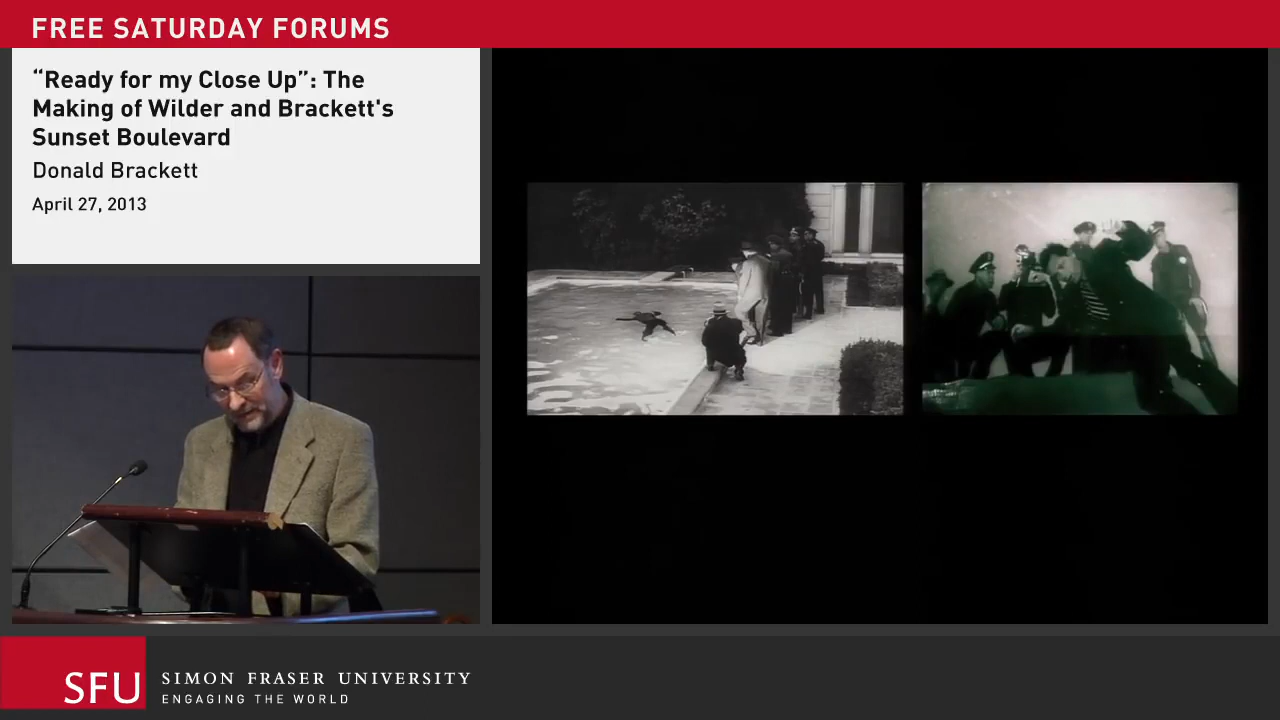 FREE SATURDAY FORUMS
“Ready for my Close Up”: The
Making of Wilder and Brackett's
Sunset Boulevard
Donald Brackett
April 27, 2013
SFU
SIMON FRASER UNIVERSITY
ENGAGING THE WORLD